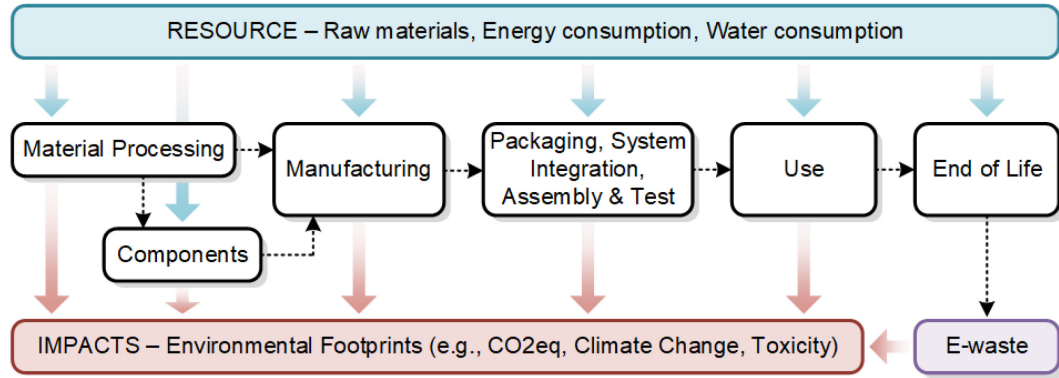 RESOURCE – Raw materials, Energy consumption, Water consumption
Material Processing
Components
Manufacturing
Packaging, System
Integration,
Assembly & Test
Use
End of Life
IMPACTS – Environmental Footprints (e.g., CO2eq, Climate Change, Toxicity)
E-waste